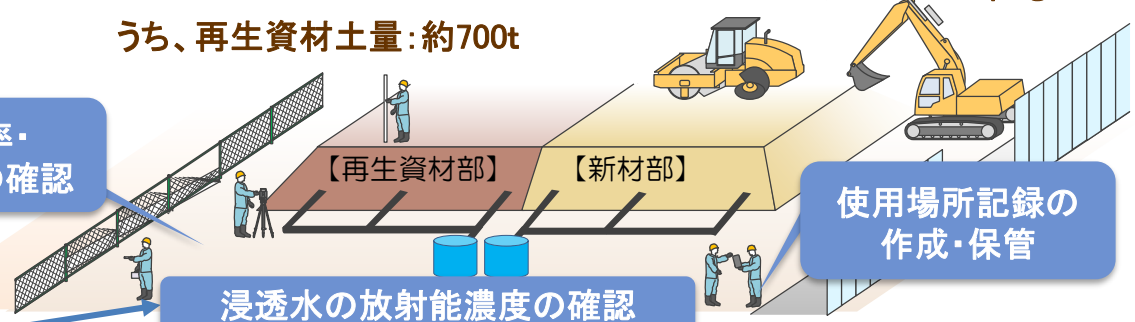 うち、再生資材土量：約700t
率・
の確認
【再生資材部】
【新材部】
使用場所記録の
作成・保管
浸透水の放射能濃度の確認